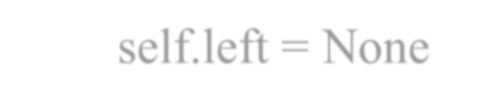 self.left = None